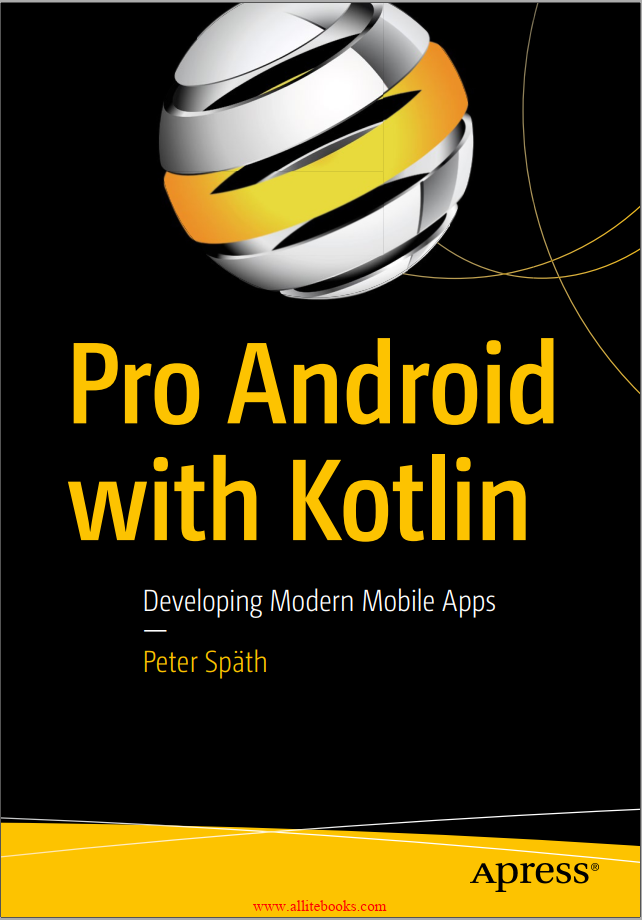 Pro Android
with Kotlin
Developing Modern Mobile Apps
—
Peter Späth
Apress®
www.allitebooks.com